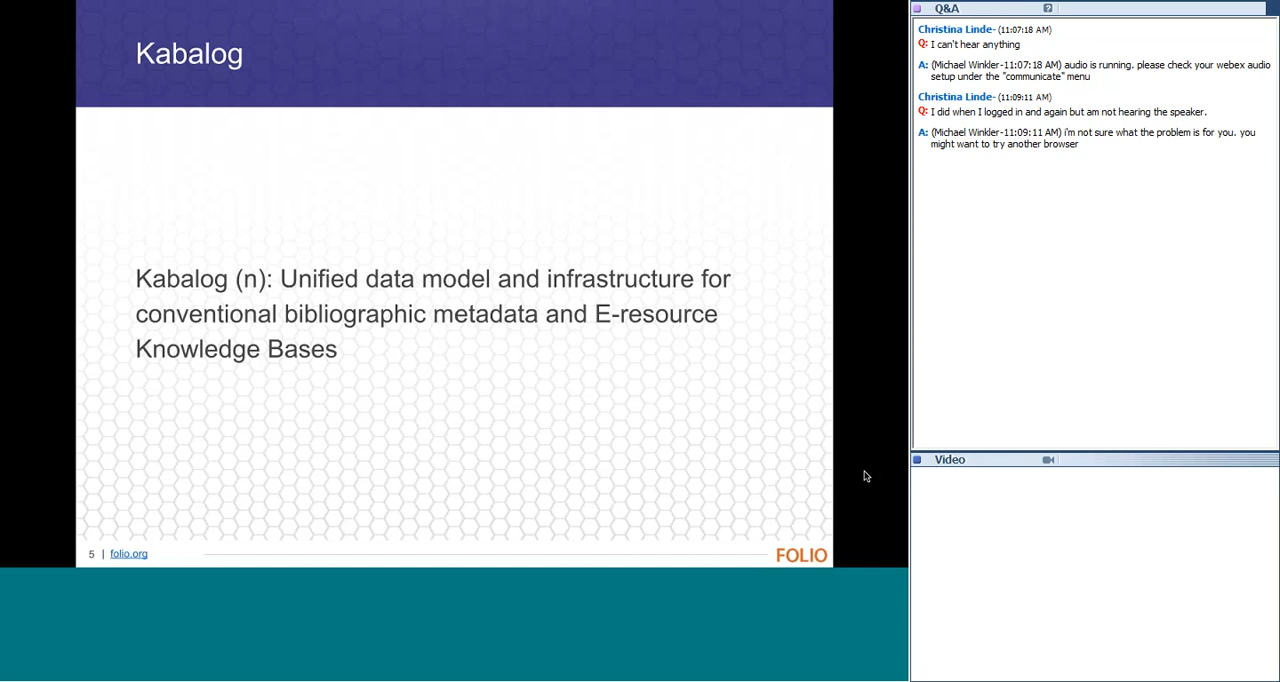 Kabalog
Kabalog (n): Unified data model and infrastructure for
conventional bibliographic metadata and E-resource
Knowledge Bases
5 | folio.org
FOLIO
Q&A
Christina Linde- (11:07:18 AM)
Q: I can't hear anything
A: (Michael Winkler-11:07:18 AM) audio is running. please check your webex audio
setup under the "communicate" menu
Christina Linde- (11:09:11 AM)
Q: I did when I logged in and again but am not hearing the speaker.
A: (Michael Winkler-11:09:11 AM) i'm not sure what the problem is for you. you
might want to try another browser
Video